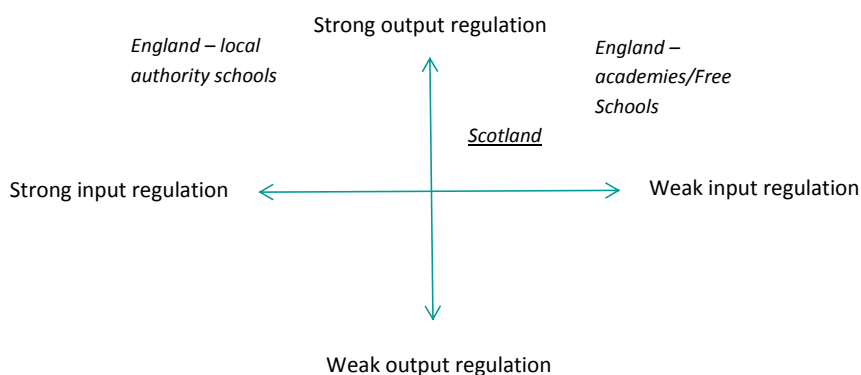 Strong output regulation
England – local
authority schools
England –
academies/Free
Schools
Scotland
Strong input regulation
Weak input regulation
Weak output regulation